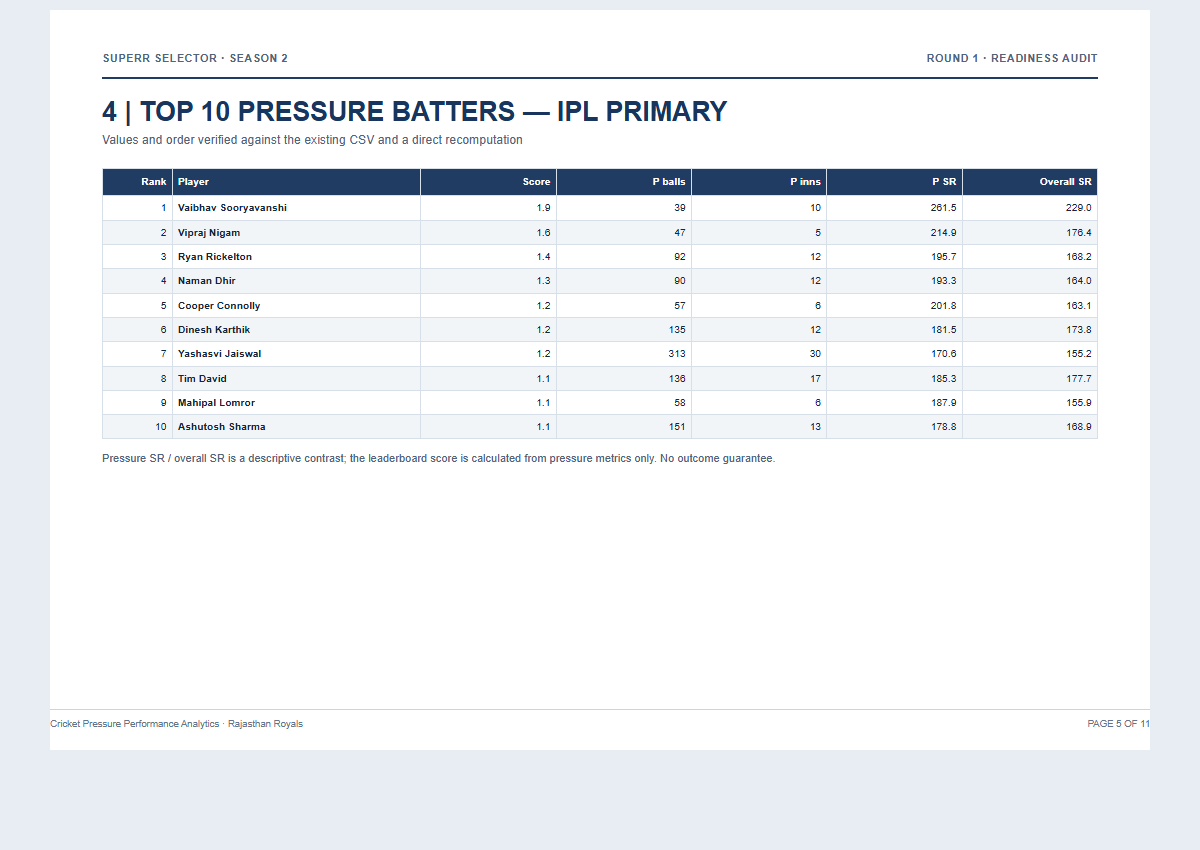 SUPERR SELECTOR · SEASON 2 ROUND 1 · READINESS AUDIT
4 | TOP 10 PRESSURE BATTERS — IPL PRIMARY
Values and order verified against the existing CSV and a direct recomputation
Rank Player Score P balls P inns P SR Overall SR
1 Vaibhav Sooryavanshi 1.9 39 10 261.5 229.0
2 Vipraj Nigam 1.6 47 5 214.9 176.4
3 Ryan Rickelton 1.4 92 12 195.7 168.2
4 Naman Dhir 1.3 90 12 193.3 164.0
5 Cooper Connolly 1.2 57 6 201.8 163.1
6 Dinesh Karthik 1.2 135 12 181.5 173.8
7 Yashasvi Jaiswal 1.2 313 30 170.6 155.2
8 Tim David 1.1 136 17 185.3 177.7
9 Mahipal Lomror 1.1 58 6 187.9 155.9
10 Ashutosh Sharma 1.1 151 13 178.8 168.9
Pressure SR / overall SR is a descriptive contrast; the leaderboard score is calculated from pressure metrics only. No outcome guarantee.
Cricket Pressure Performance Analytics · Rajasthan Royals PAGE 5 OF 11